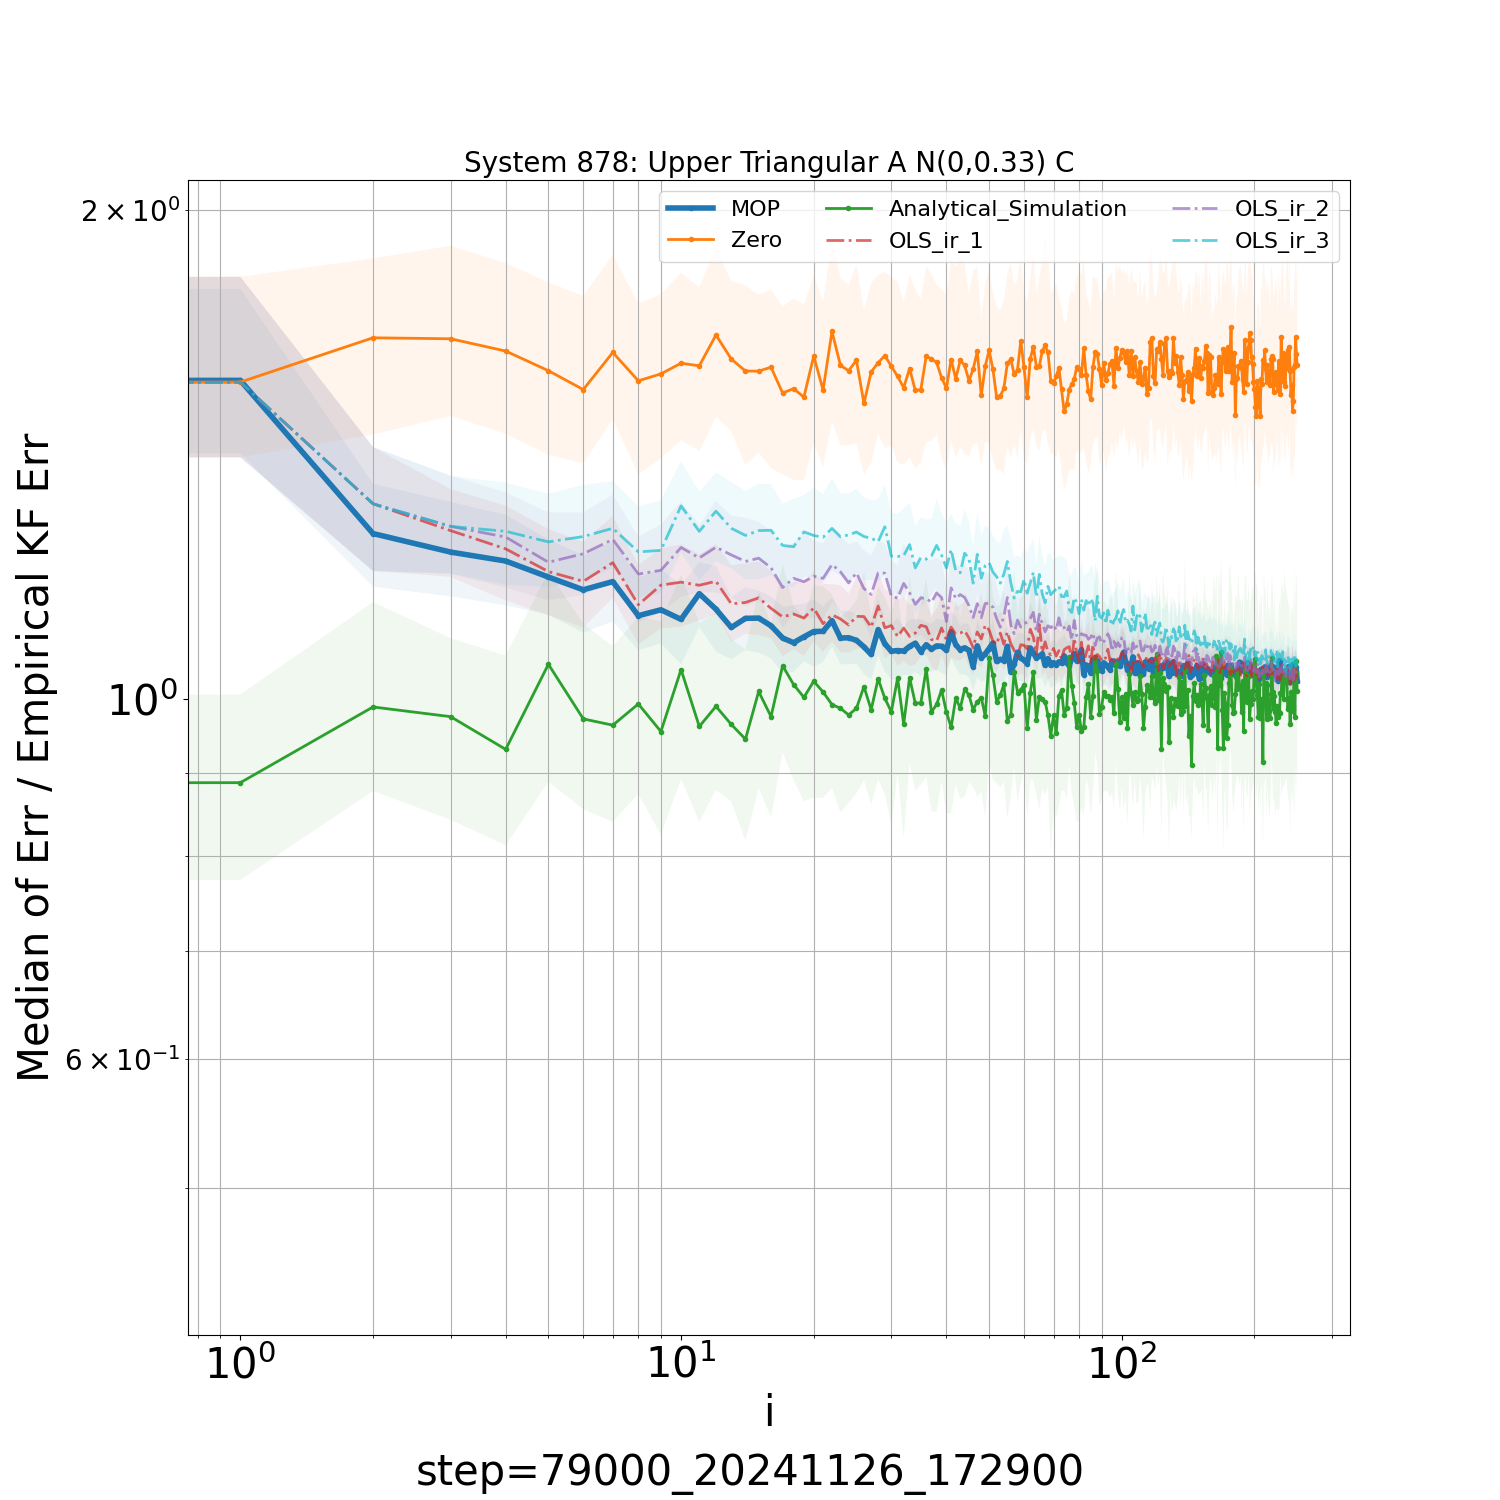 System 878: Upper Triangular A N(0,0.33) C
MOP
Zero
Analytical_Simulation
OLS_ir_1
OLS_ir_2
OLS_ir_3
Median of Err / Empirical KF Err
2 × 10⁰
10⁰
6 × 10⁻¹
10⁰ 10¹ 10²
i
step=79000_20241126_172900